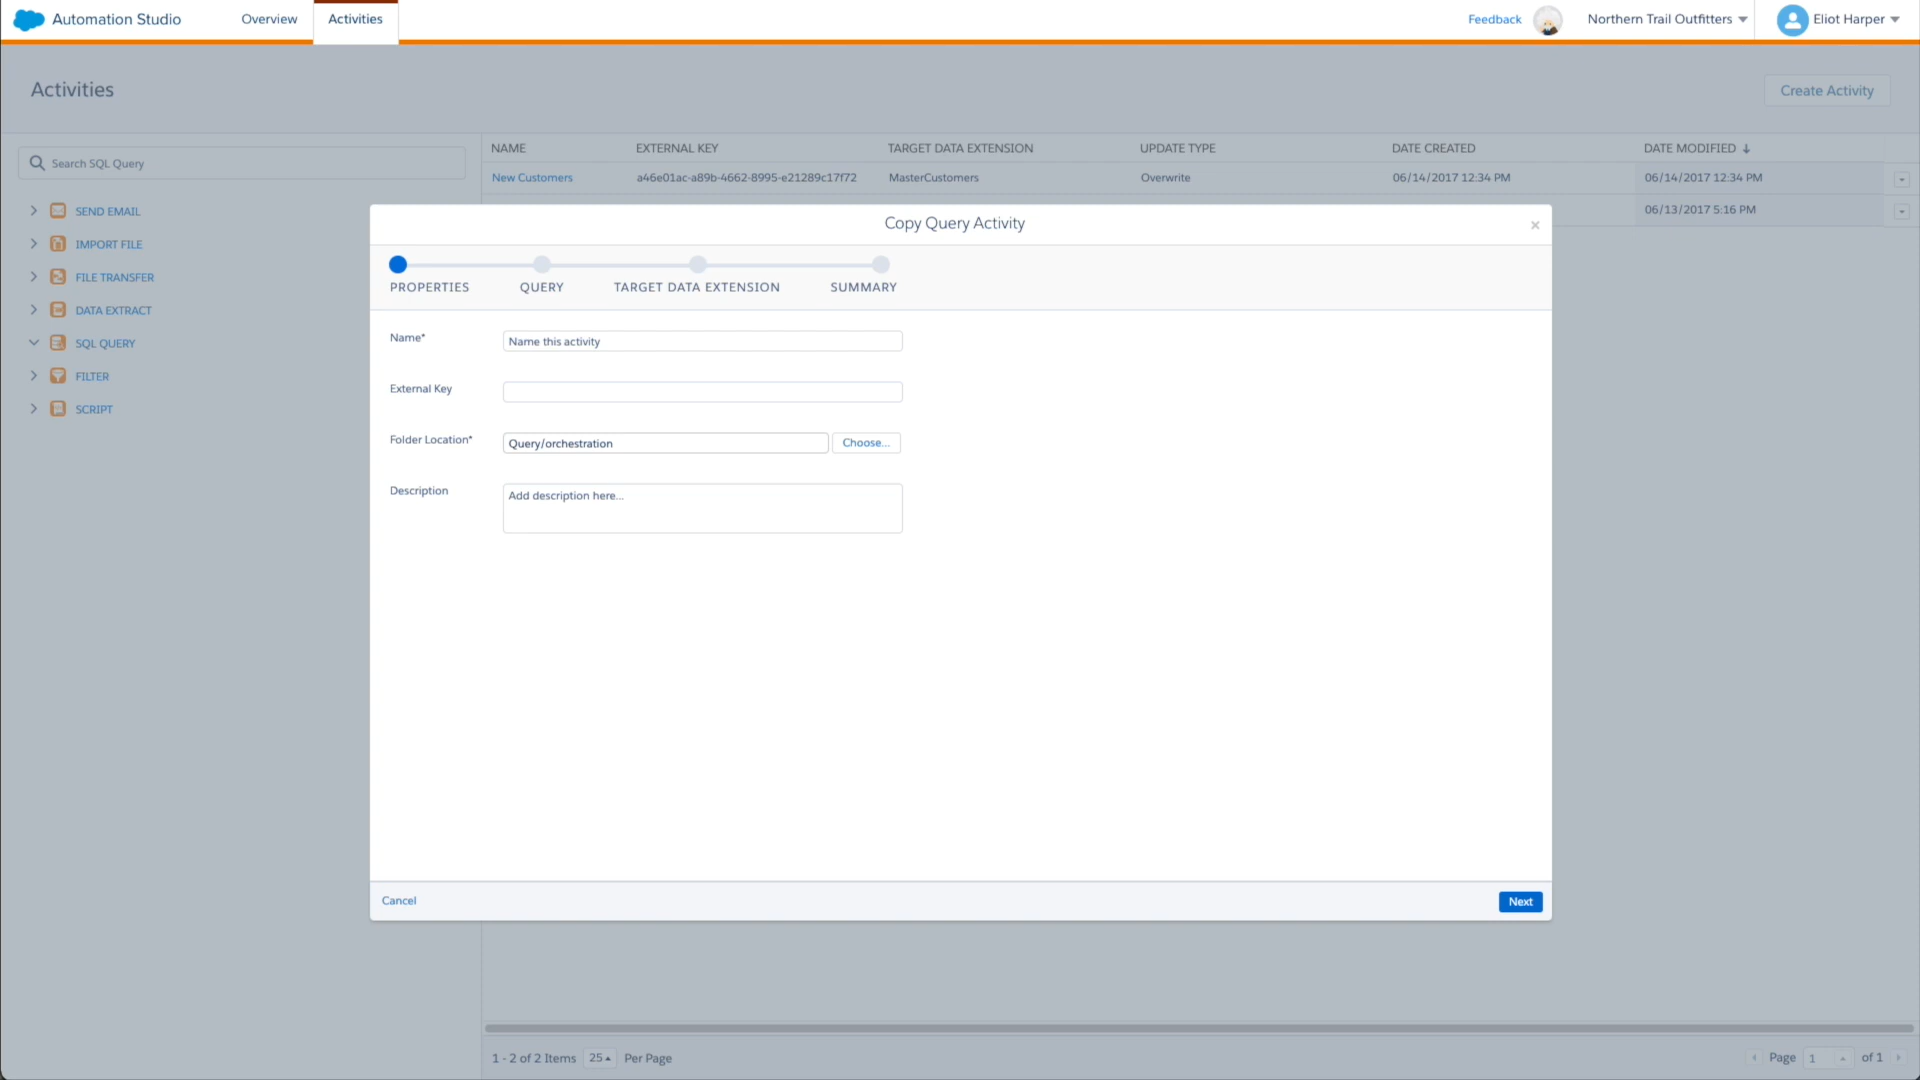 Automation Studio
Overview
Activities
Feedback
Northern Trail Outfitters
Eliot Harper
Activities
Create Activity
Search SQL Query
SEND EMAIL
IMPORT FILE
FILE TRANSFER
DATA EXTRACT
SQL QUERY
FILTER
SCRIPT
NAME EXTERNAL KEY TARGET DATA EXTENSION UPDATE TYPE DATE CREATED DATE MODIFIED
New Customers a46e01ac-a89b-4662-8995-e21289c17f72 MasterCustomers Overwrite 06/14/2017 12:34 PM 06/14/2017 12:34 PM
06/13/2017 5:16 PM
Copy Query Activity
PROPERTIES QUERY TARGET DATA EXTENSION SUMMARY
Name* Name this activity
External Key
Folder Location* Query/orchestration Choose...
Description Add description here...
Cancel Next
1 - 2 of 2 Items 25 Per Page
Page 1 of 1